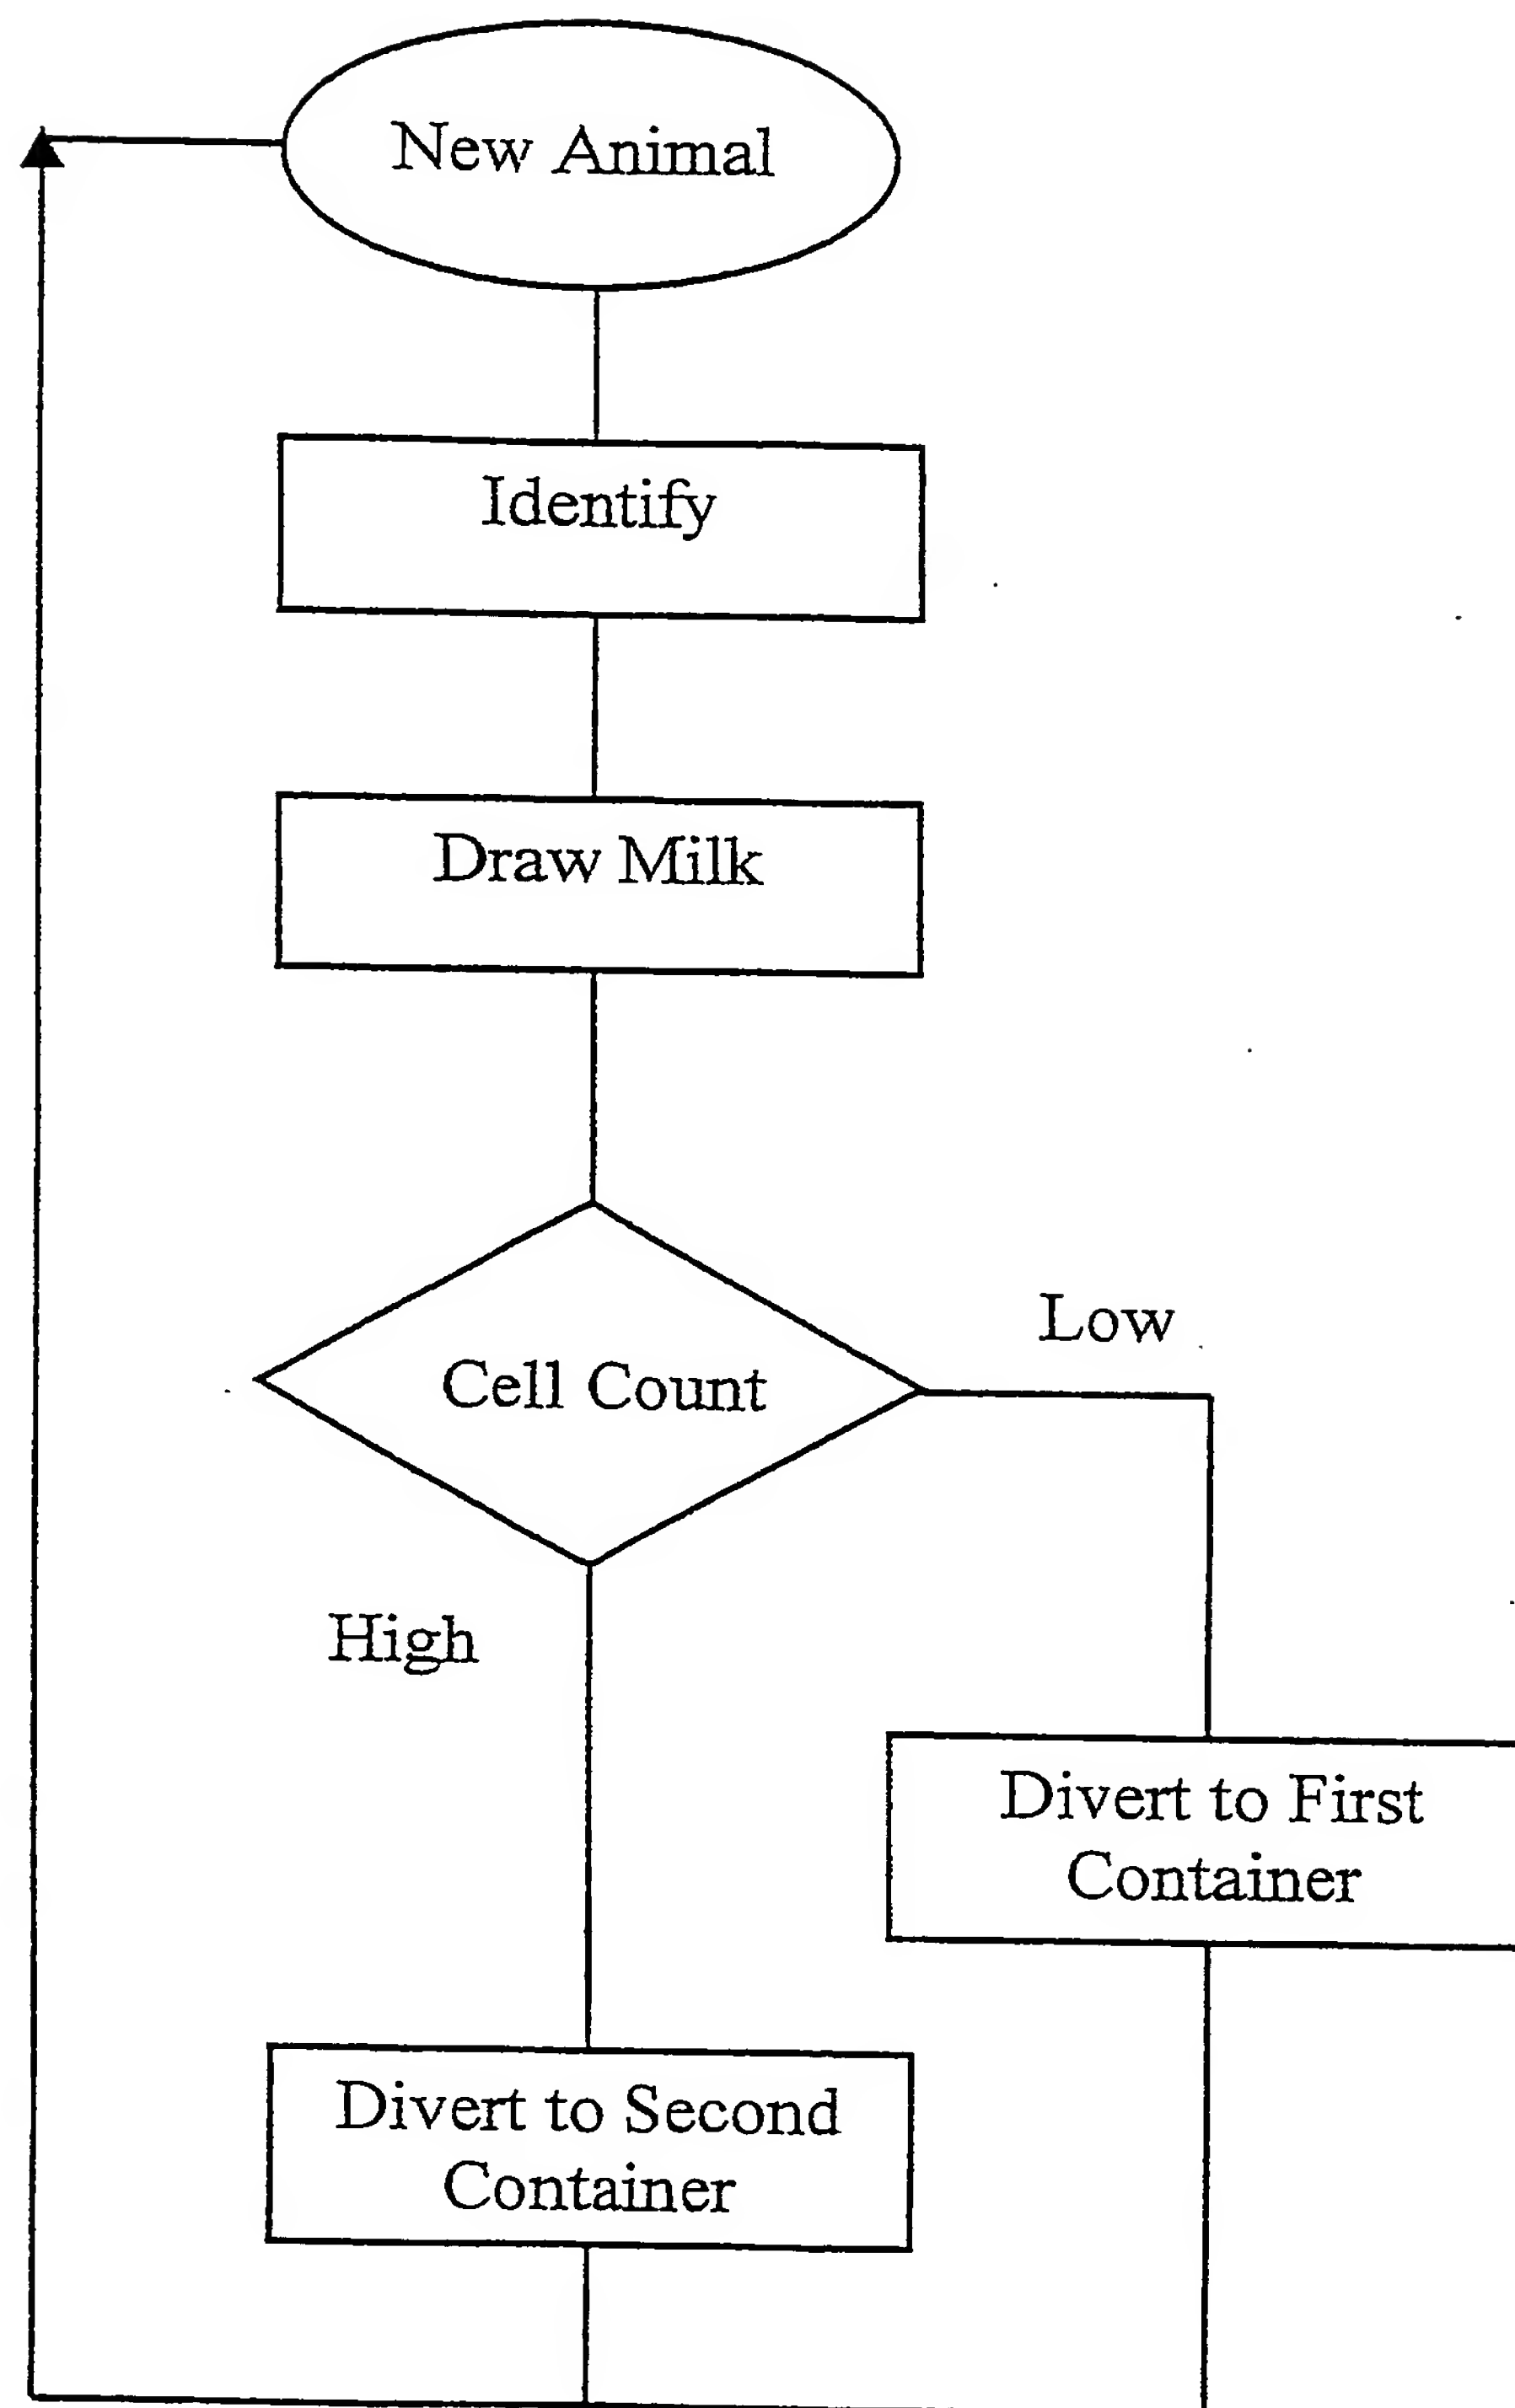 New Animal
Identify
Draw Milk
Cell Count
Low
High
Divert to First
Container
Divert to Second
Container